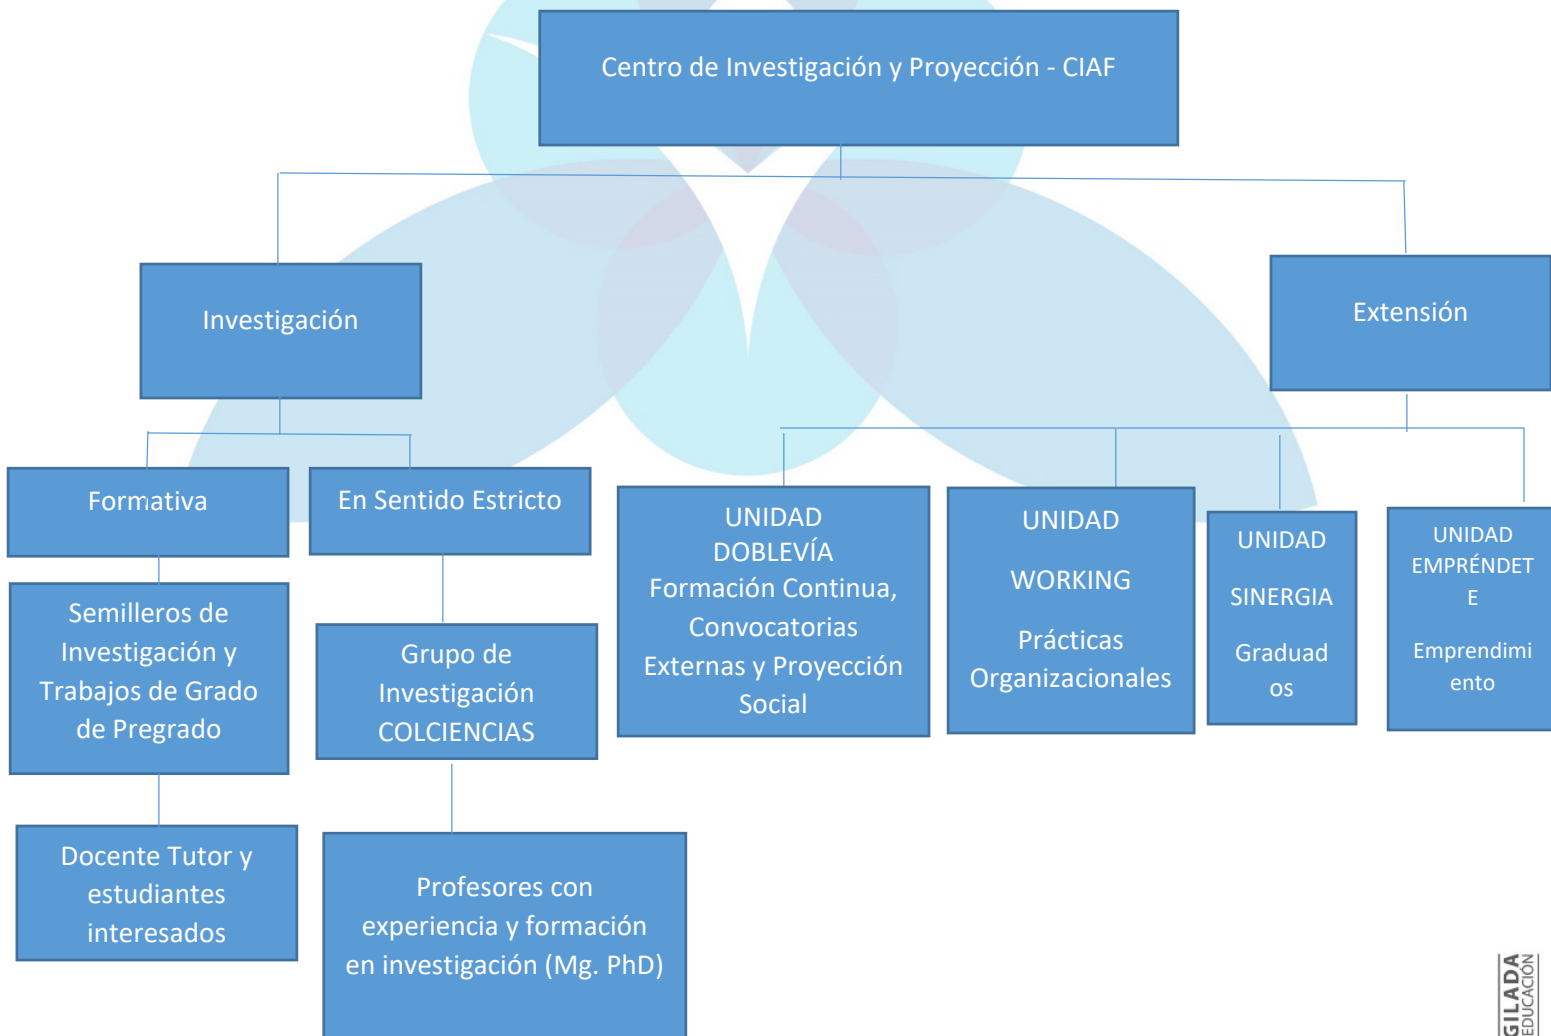 Centro de Investigación y Proyección - CIAF
Investigación
Extensión
Formativa
En Sentido Estricto
Semilleros de
Investigación y
Trabajos de Grado
de Pregrado
Grupo de
Investigación
COLCIENCIAS
Docente Tutor y
estudiantes
interesados
Profesores con
experiencia y formación
en investigación (Mg. PhD)
UNIDAD
DOBLEVÍA
Formación Continua,
Convocatorias
Externas y Proyección
Social
UNIDAD
WORKING
Prácticas
Organizacionales
UNIDAD
SINERGIA
Graduad
os
UNIDAD
EMPRÉNDET
E
Emprendimi
ento
GILADA
EDUCACIÓN